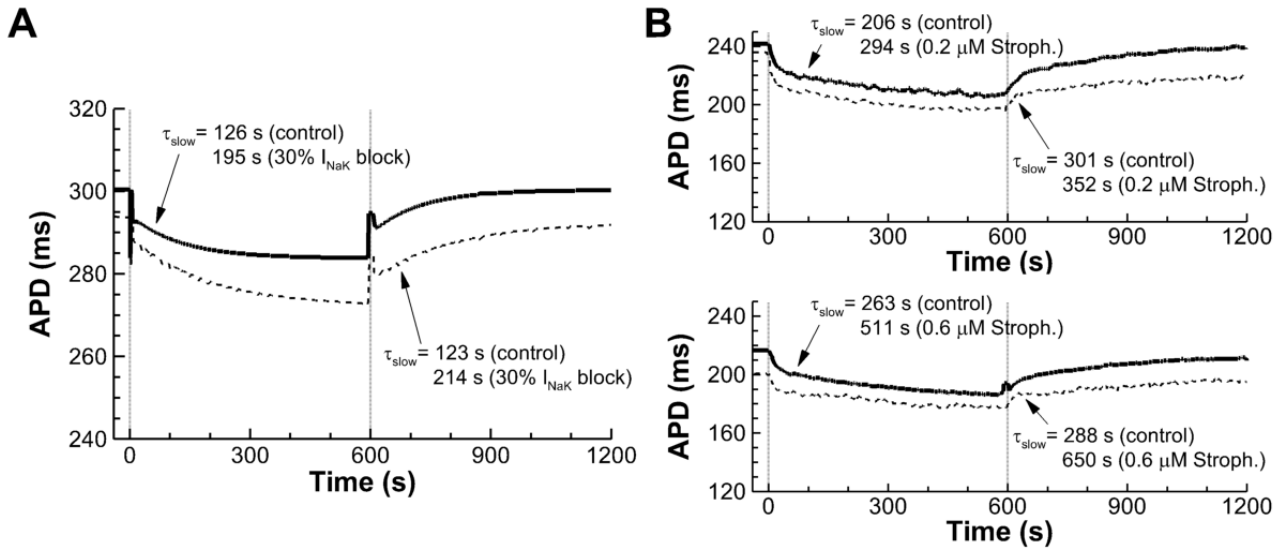 A
APD (ms)
320
300
280
260
240
τslow= 126 s (control)
195 s (30% INaK block)
τslow= 123 s (control)
214 s (30% INaK block)
0
300
600
900
1200
Time (s)
B
APD (ms)
240
200
160
120
τslow= 206 s (control)
294 s (0.2 μM Stroph.)
τslow= 301 s (control)
352 s (0.2 μM Stroph.)
0
300
600
900
1200
Time (s)
APD (ms)
240
200
160
120
τslow= 263 s (control)
511 s (0.6 μM Stroph.)
τslow= 288 s (control)
650 s (0.6 μM Stroph.)
0
300
600
900
1200
Time (s)